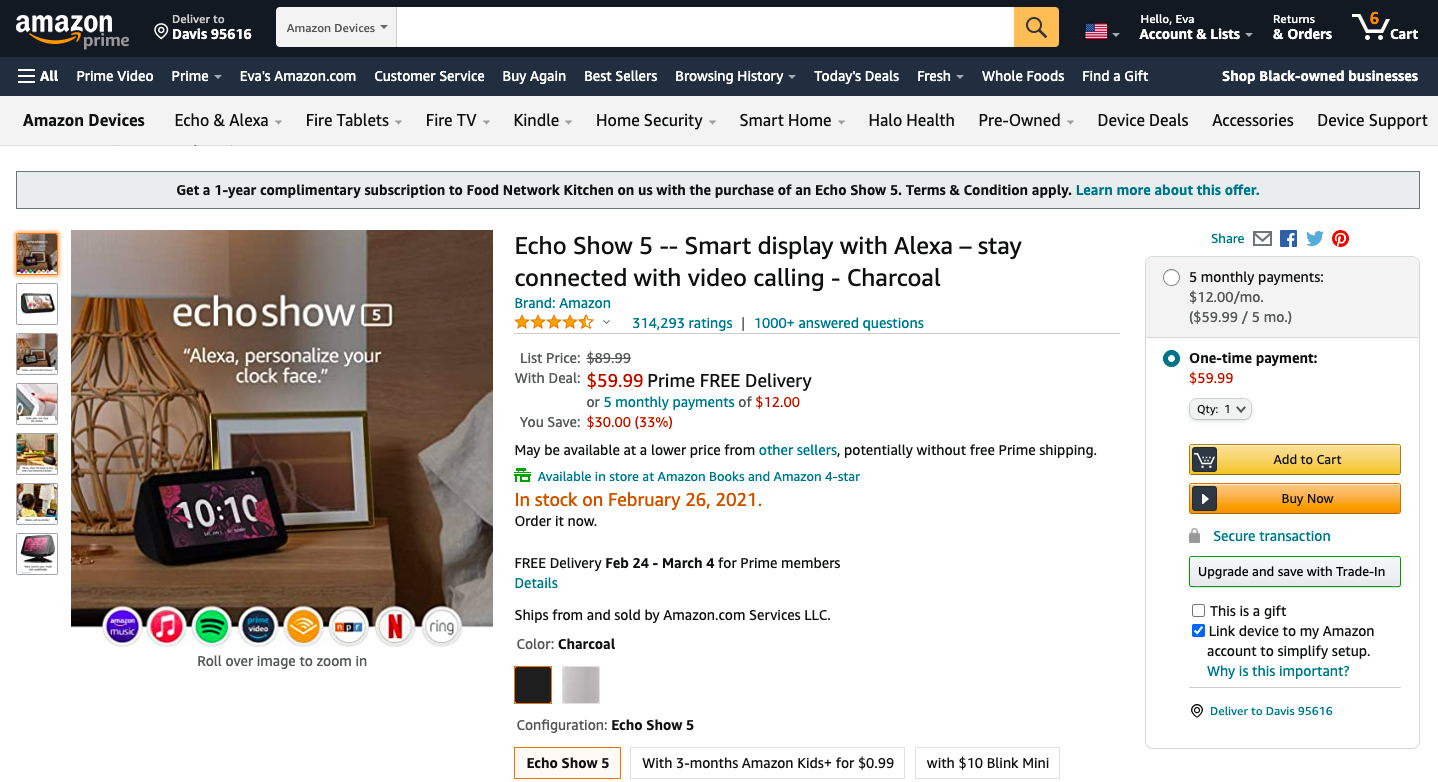 amazon
prime
Deliver to
Davis 95616
Amazon Devices
Hello, Eva
Account & Lists
Returns
& Orders
6
Cart
All
Prime Video
Prime
Eva's Amazon.com
Customer Service
Buy Again
Best Sellers
Browsing History
Today's Deals
Fresh
Whole Foods
Find a Gift
Shop Black-owned businesses
Amazon Devices
Echo & Alexa
Fire Tablets
Fire TV
Kindle
Home Security
Smart Home
Halo Health
Pre-Owned
Device Deals
Accessories
Device Support
Get a 1-year complimentary subscription to Food Network Kitchen on us with the purchase of an Echo Show 5. Terms & Condition apply. Learn more about this offer.
echo show 5
“Alexa, personalize your
clock face.”
10:10
amazon
music
prime
video
npr
N
ring
Roll over image to zoom in
Echo Show 5 -- Smart display with Alexa – stay
connected with video calling - Charcoal
Brand: Amazon
314,293 ratings | 1000+ answered questions
List Price: $89.99
With Deal: $59.99 Prime FREE Delivery
or 5 monthly payments of $12.00
You Save: $30.00 (33%)
May be available at a lower price from other sellers, potentially without free Prime shipping.
Available in store at Amazon Books and Amazon 4-star
In stock on February 26, 2021.
Order it now.
FREE Delivery Feb 24 - March 4 for Prime members
Details
Ships from and sold by Amazon.com Services LLC.
Color: Charcoal
Configuration: Echo Show 5
Echo Show 5
With 3-months Amazon Kids+ for $0.99
with $10 Blink Mini
Share
5 monthly payments:
$12.00/mo.
($59.99 / 5 mo.)
One-time payment:
$59.99
Qty: 1
Add to Cart
Buy Now
Secure transaction
Upgrade and save with Trade-In
This is a gift
Link device to my Amazon
account to simplify setup.
Why is this important?
Deliver to Davis 95616